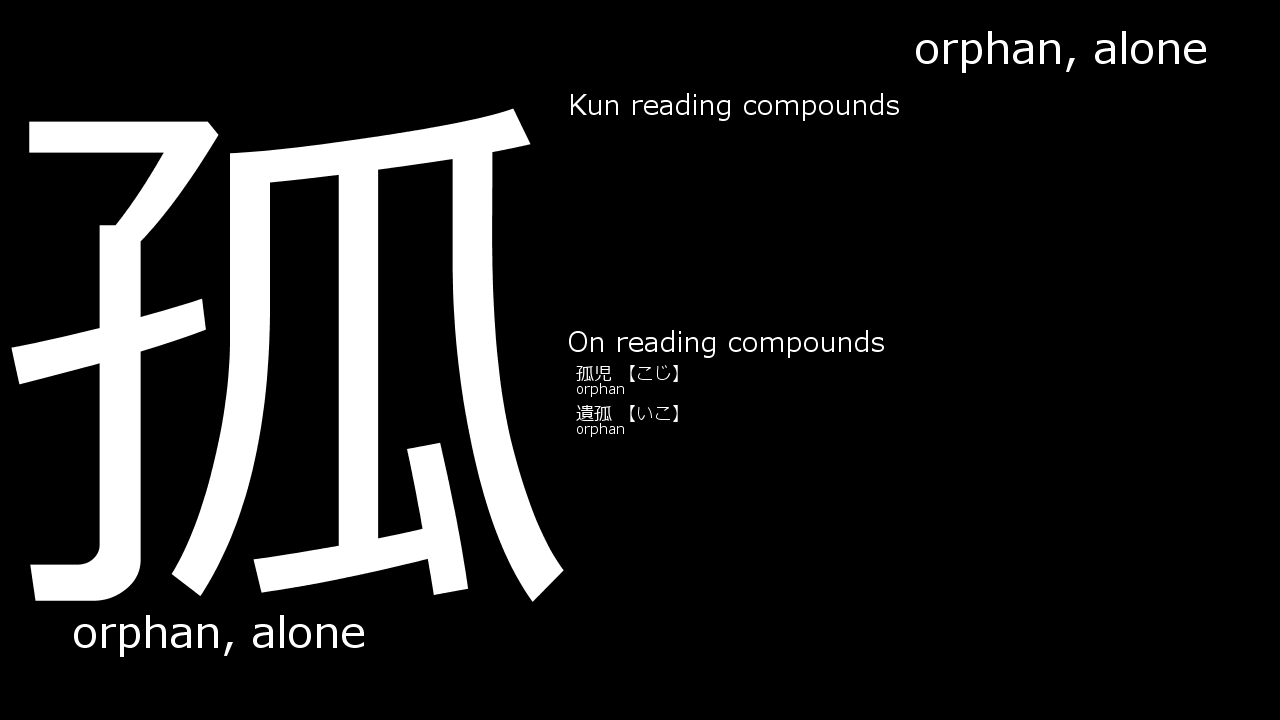 orphan, alone
孤
Kun reading compounds
On reading compounds
孤児 【こじ】
orphan
遺孤 【いこ】
orphan
orphan, alone